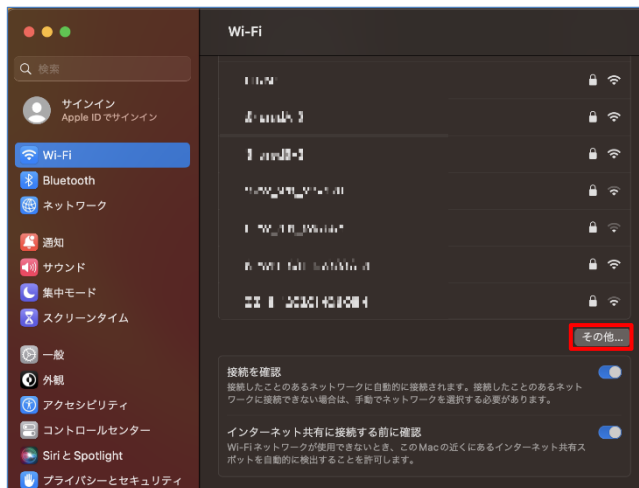 Wi-Fi
検索
サインイン
Apple ID でサインイン
Wi-Fi
Bluetooth
ネットワーク
通知
サウンド
集中モード
スクリーンタイム
一般
外観
アクセシビリティ
コントロールセンター
Siri と Spotlight
プライバシーとセキュリティ
その他...
接続を確認
接続したことのあるネットワークに自動的に接続されます。接続したことのあるネット
ワークに接続できない場合は、手動でネットワークを選択する必要があります。
インターネット共有に接続する前に確認
Wi-Fi ネットワークが使用できないとき、この Mac の近くにあるインターネット共有ス
ポットを自動的に検出することを許可します。